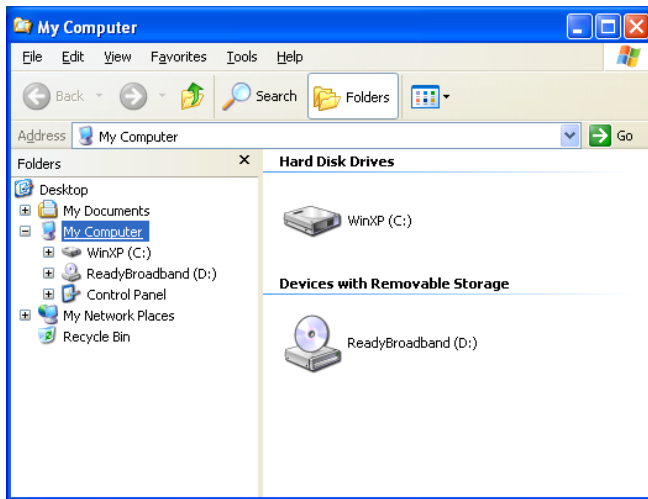 My Computer
File Edit View Favorites Tools Help
Back Search Folders
Address My Computer Go
Folders x
Desktop
My Documents
My Computer
WinXP (C:)
ReadyBroadband (D:)
Control Panel
My Network Places
Recycle Bin
Hard Disk Drives
WinXP (C:)
Devices with Removable Storage
ReadyBroadband (D:)